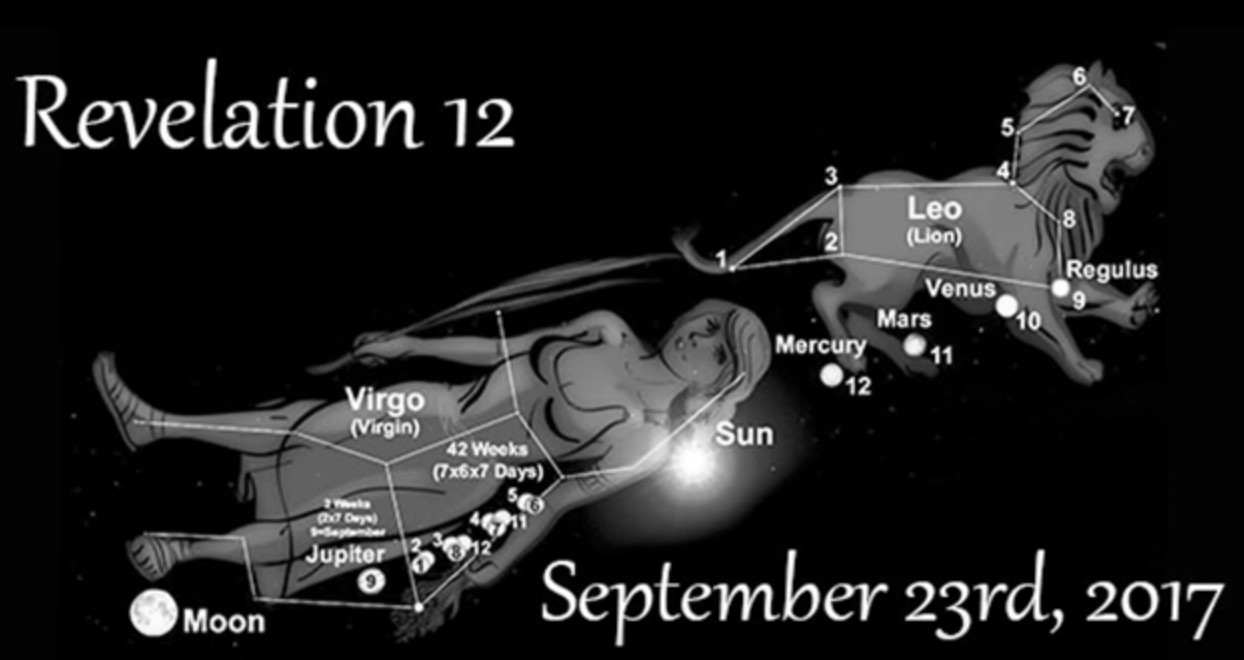 Revelation 12
6
7
5
4
3
Leo
(Lion)
8
2
1
Regulus
9
Venus
10
Mars
11
Mercury
12
Virgo
(Virgin)
Sun
42 Weeks
(7x6x7 Days)
2 Weeks
(2x7 Days)
9=September
Jupiter
9
5 6
4 7 11
3 8 12
2
1
Moon
September 23rd, 2017